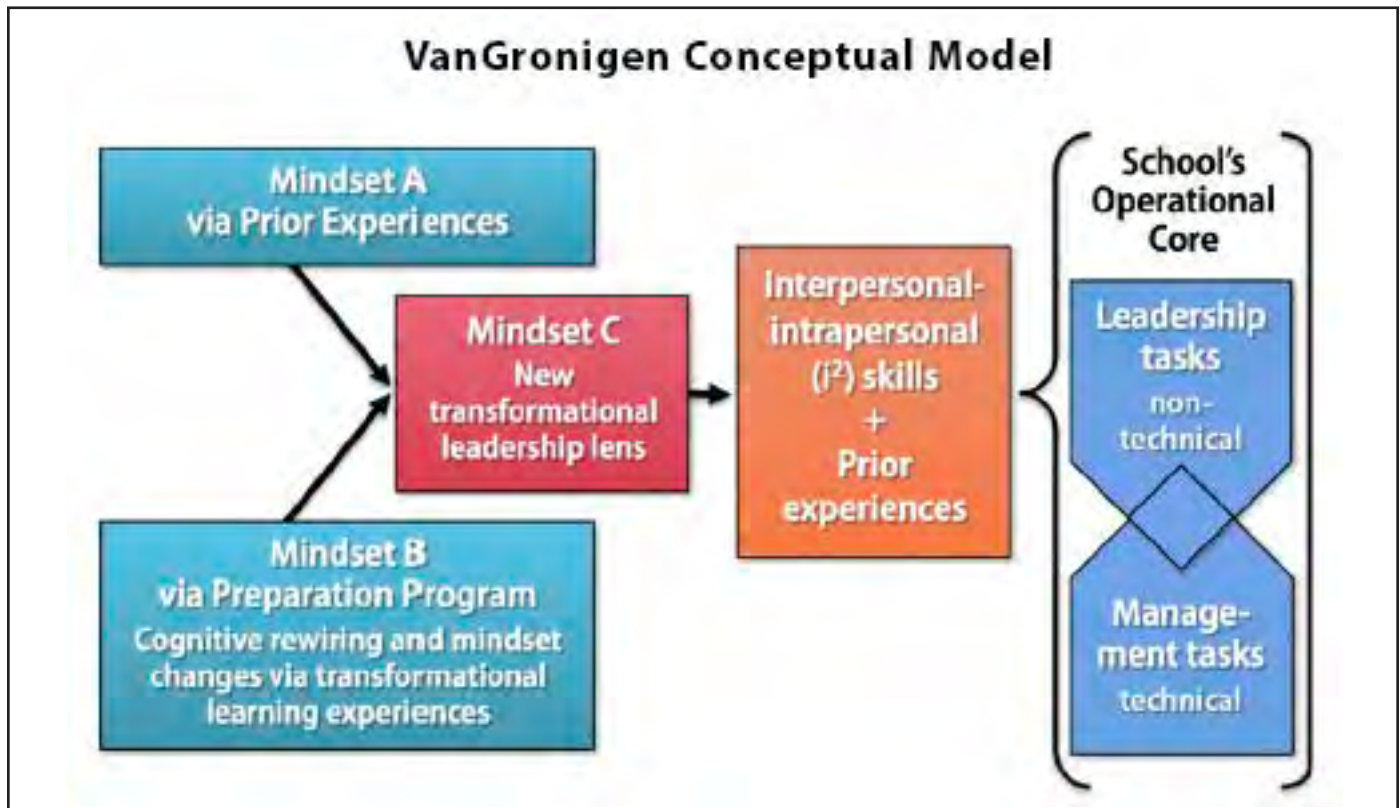 VanGronigen Conceptual Model
Mindset A
via Prior Experiences
Mindset B
via Preparation Program
Cognitive rewiring and mindset
changes via transformational
learning experiences
Mindset C
New
transformational
leadership lens
Interpersonal-
intrapersonal
(i²) skills
+
Prior
experiences
School's
Operational
Core
Leadership
tasks
non-
technical
Manage-
ment tasks
technical